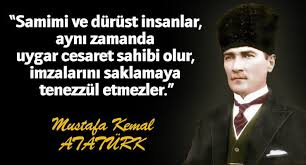 “Samimi ve dürüst insanlar,
aynı zamanda
uygar cesaret sahibi olur,
imzalarını saklamaya
tenezzül etmezler.”
Mustafa Kemal
ATATÜRK